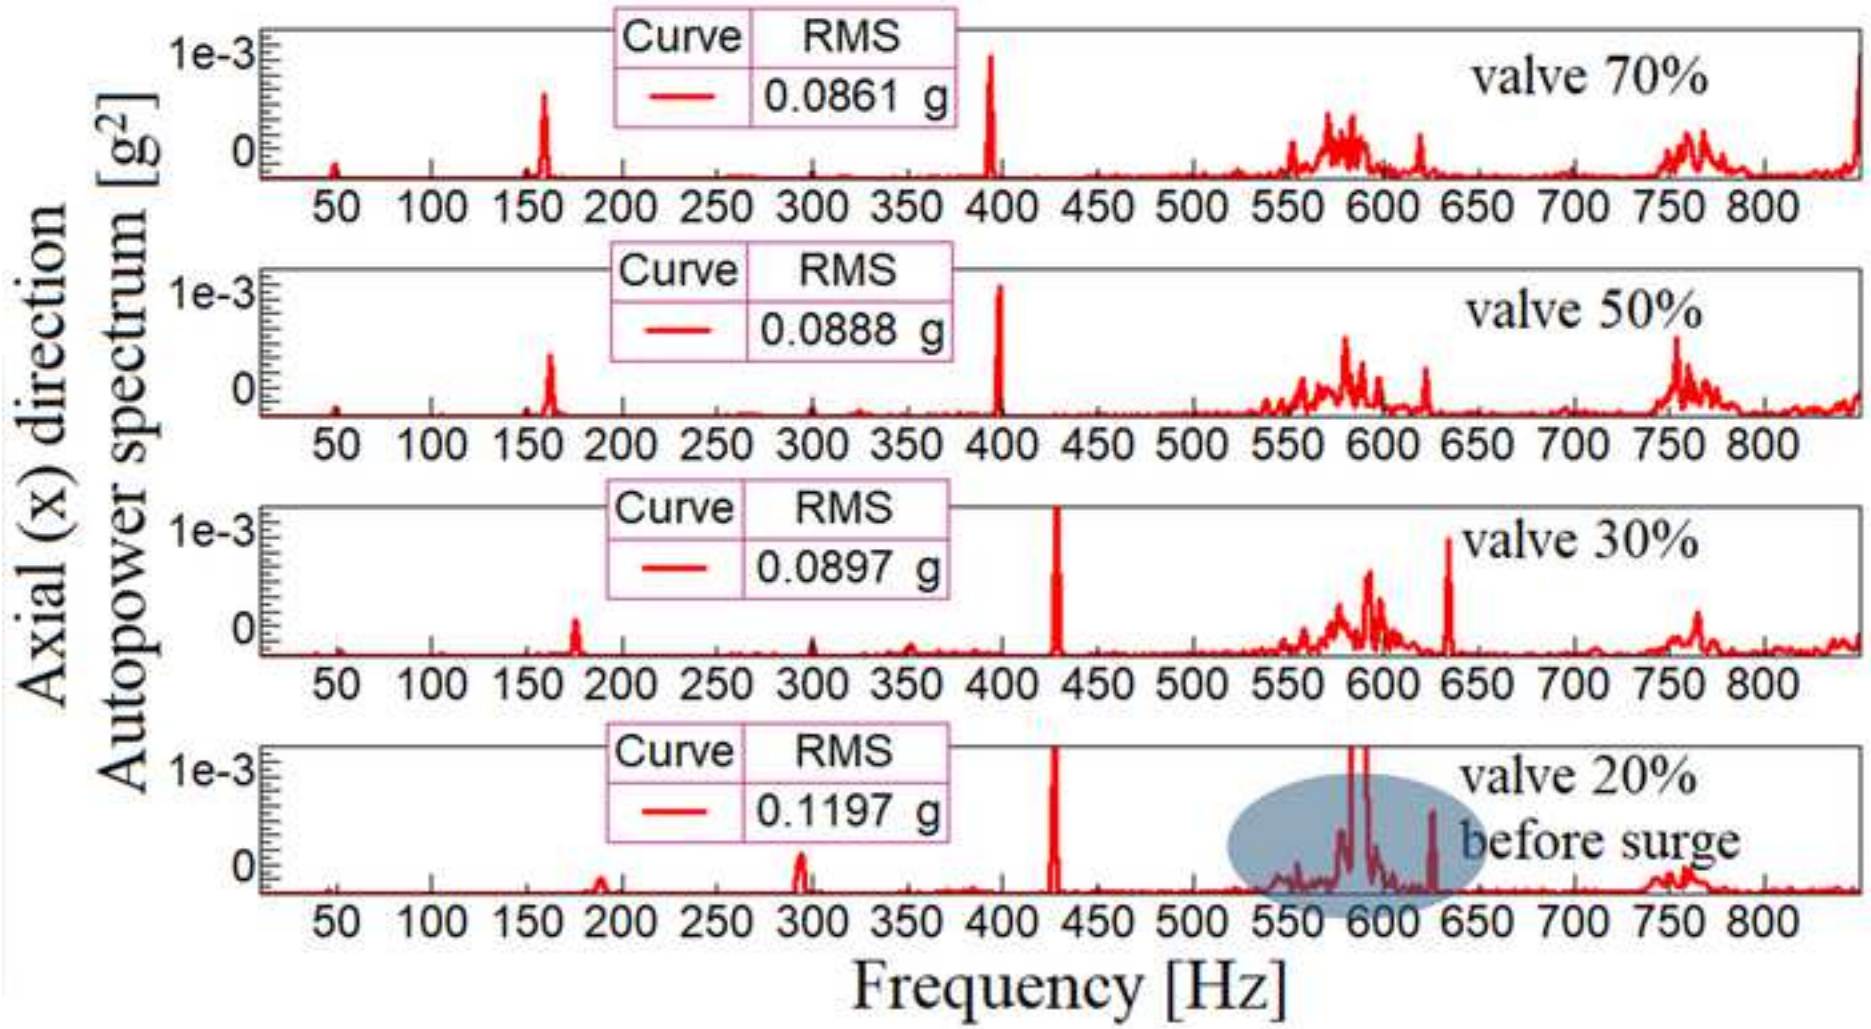 Axial (x) direction
Autopower spectrum [g²]
Curve RMS
0.0861 g
valve 70%
1e-3
0
50 100 150 200 250 300 350 400 450 500 550 600 650 700 750 800
Curve RMS
0.0888 g
valve 50%
1e-3
0
50 100 150 200 250 300 350 400 450 500 550 600 650 700 750 800
Curve RMS
0.0897 g
valve 30%
1e-3
0
50 100 150 200 250 300 350 400 450 500 550 600 650 700 750 800
Curve RMS
0.1197 g
valve 20%
before surge
1e-3
0
50 100 150 200 250 300 350 400 450 500 550 600 650 700 750 800
Frequency [Hz]